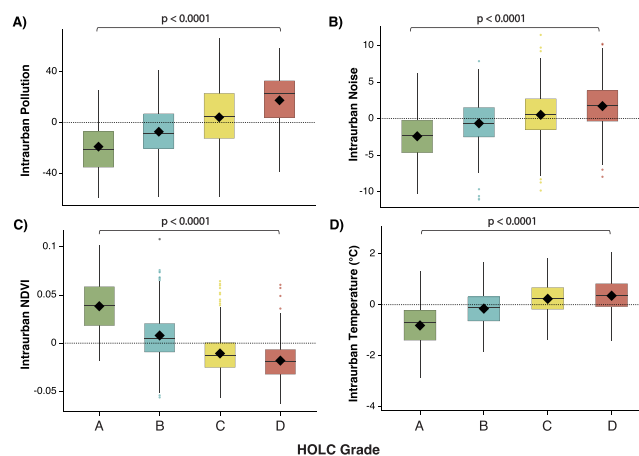 A)
p < 0.0001
Intraurban Pollution
40
0
-40
B)
p < 0.0001
Intraurban Noise
10
5
0
-5
-10
C)
p < 0.0001
Intraurban NDVI
0.1
0.05
0
-0.05
A B C D
D)
p < 0.0001
Intraurban Temperature (°C)
2
0
-2
-4
A B C D
HOLC Grade